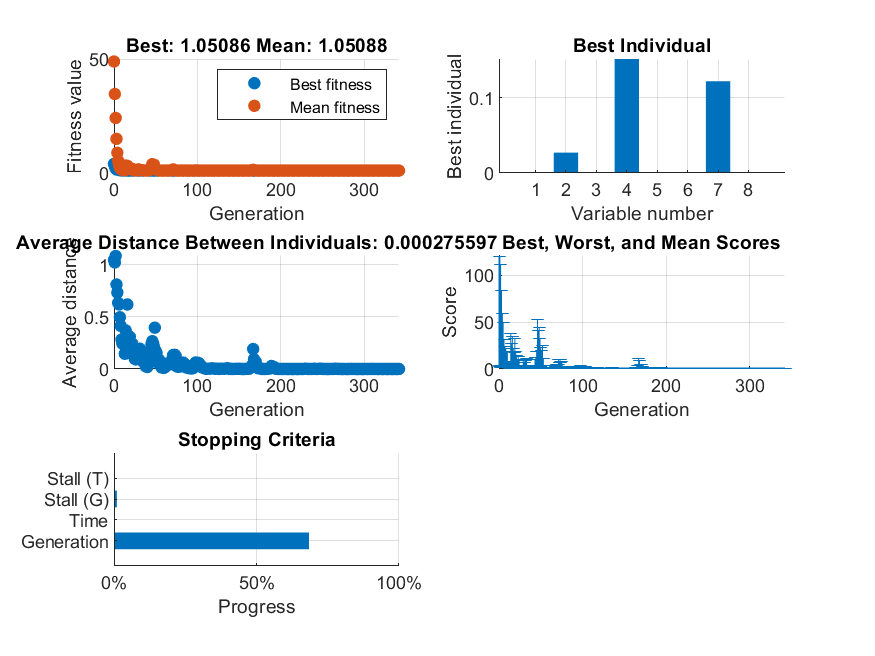 Best: 1.05086 Mean: 1.05088
Fitness value
50
0
Best fitness
Mean fitness
0 100 200 300
Generation
Best Individual
Best individual
0.1
0
1 2 3 4 5 6 7 8
Variable number
Average Distance Between Individuals: 0.000275597
Average distance
1
0.5
0
0 100 200 300
Generation
Best, Worst, and Mean Scores
Score
100
50
0
0 100 200 300
Generation
Stopping Criteria
Stall (T)
Stall (G)
Time
Generation
0% 50% 100%
Progress